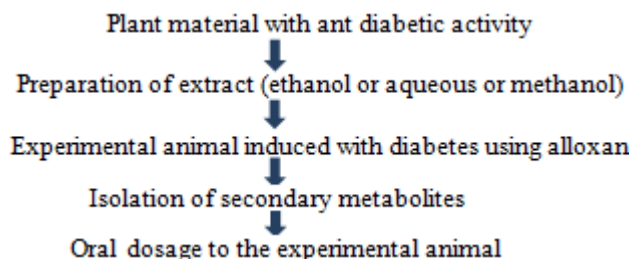 Plant material with ant diabetic activity
Preparation of extract (ethanol or aqueous or methanol)
Experimental animal induced with diabetes using alloxan
Isolation of secondary metabolites
Oral dosage to the experimental animal